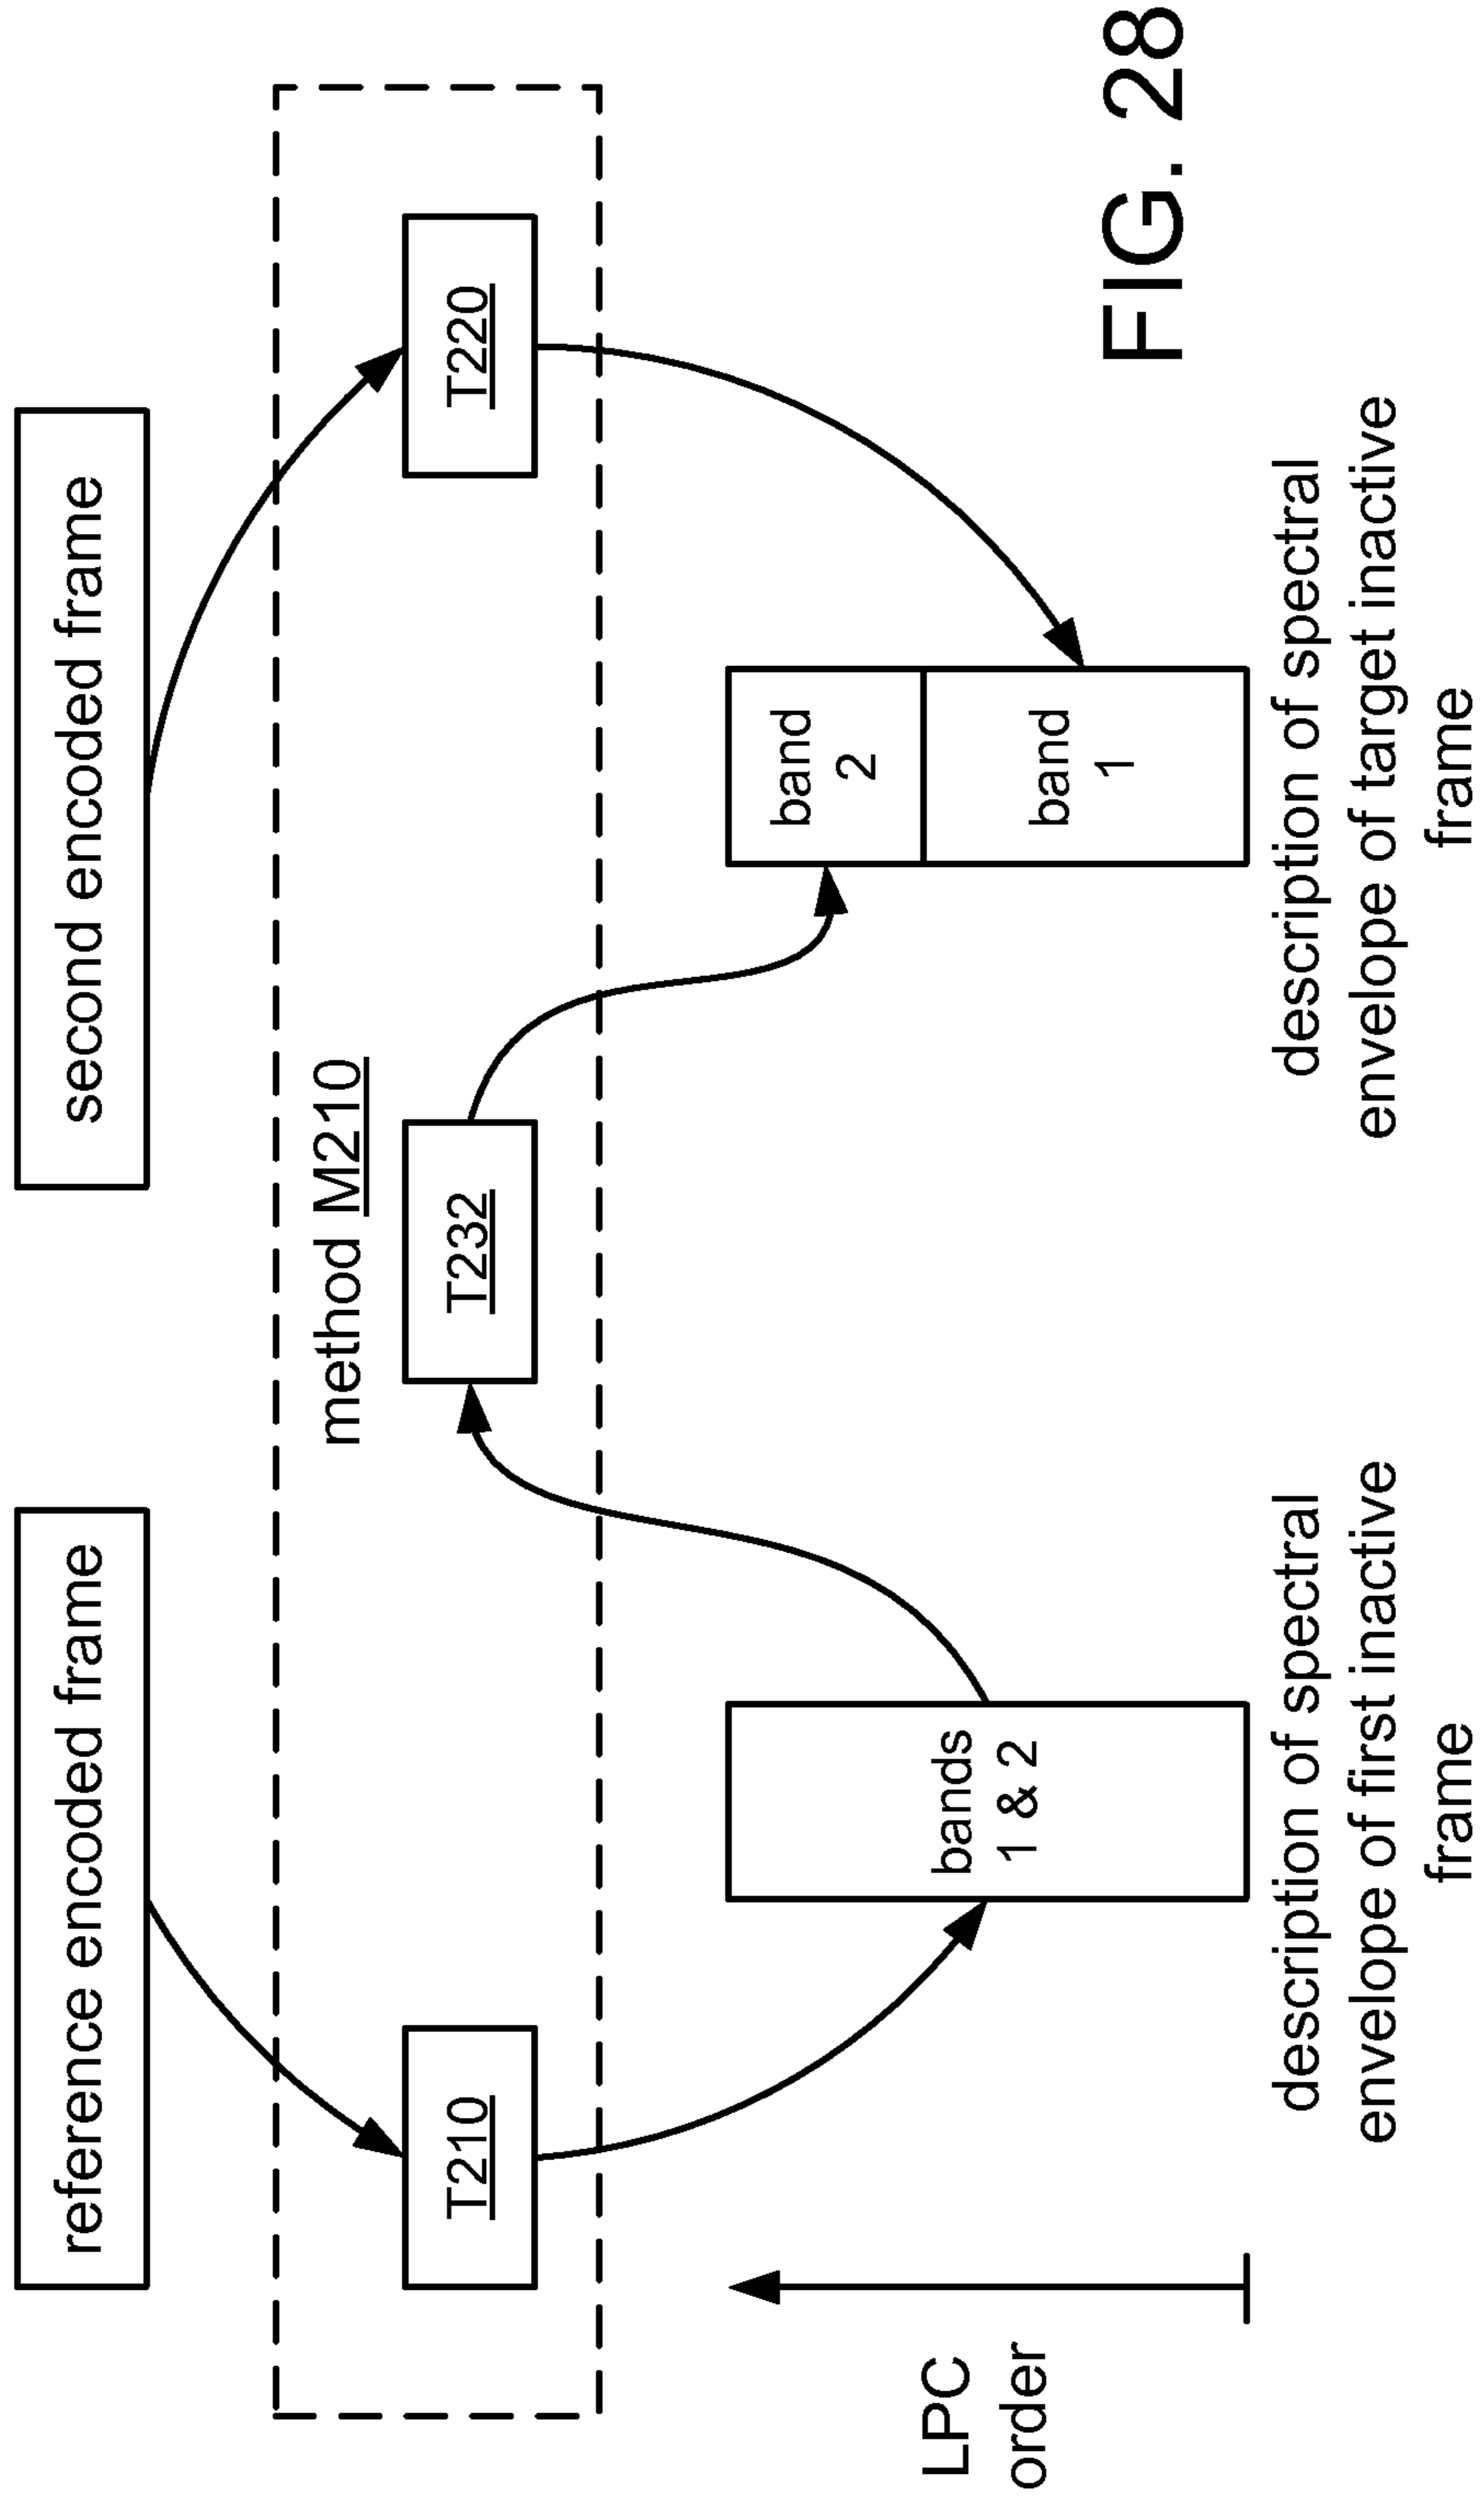 reference encoded frame
second encoded frame
method M210
T210
T232
T220
LPC
order
bands
1 & 2
band
2
band
1
description of spectral
envelope of first inactive
frame
description of spectral
envelope of target inactive
frame
FIG. 28